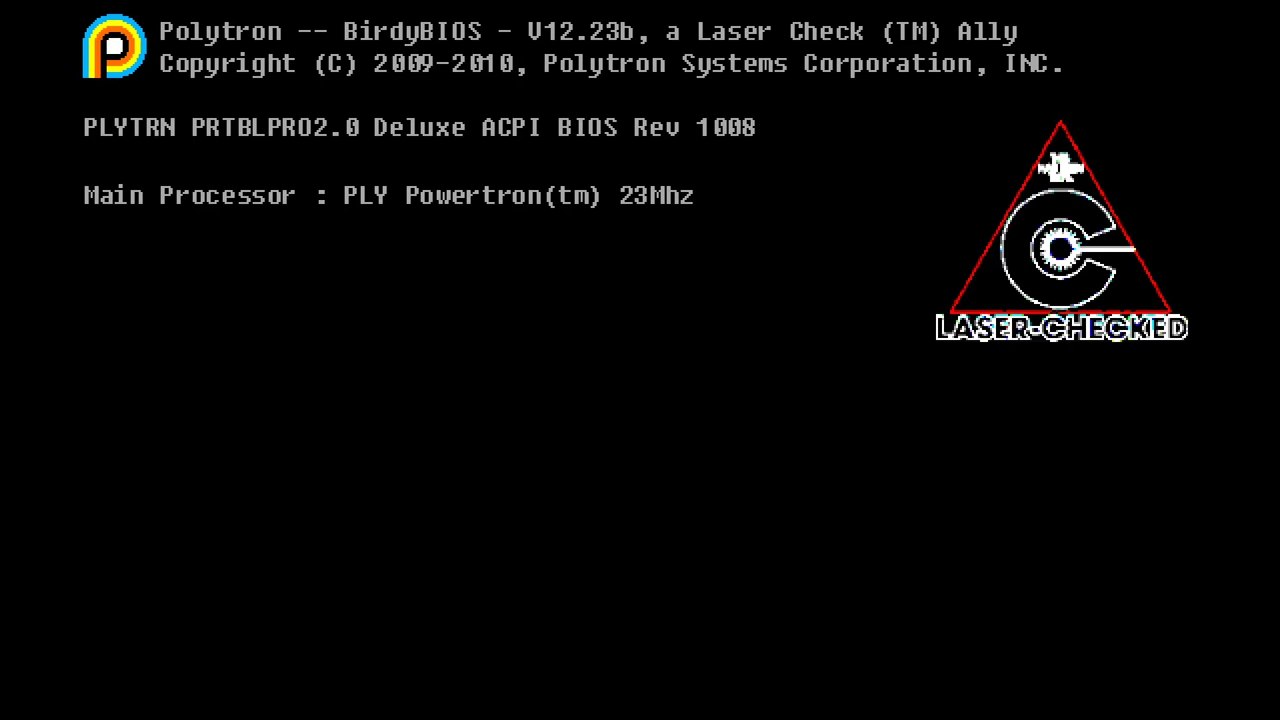 Polytron -- BirdyBIOS - V12.23b, a Laser Check (TM) Ally
Copyright (C) 2009-2010, Polytron Systems Corporation, INC.
PLYTRN PRTBLPRO2.0 Deluxe ACPI BIOS Rev 1008
Main Processor : PLY Powertron(tm) 23Mhz
LASER-CHECKED